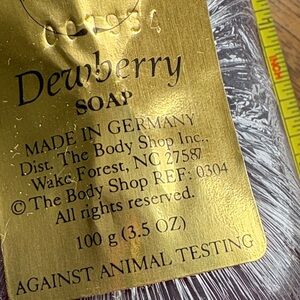 Dewberry
SOAP
MADE IN GERMANY
Dist. The Body Shop Inc.,
Wake Forest, NC 27587
© The Body Shop REF: 0304
All rights reserved.
100 g (3.5 OZ)
AGAINST ANIMAL TESTING